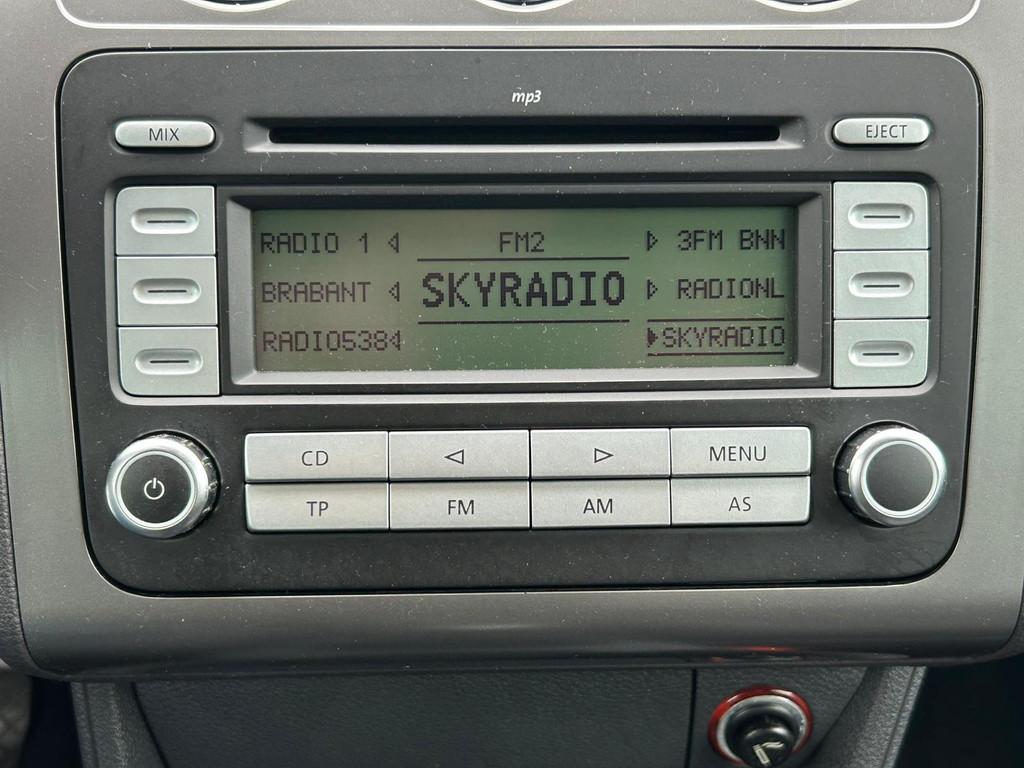 mp3
MIX
EJECT
RADIO 1
FM2
3FM BNN
BRABANT
SKYRADIO
RADIONL
RADIO538
SKYRADIO
CD
MENU
TP
FM
AM
AS